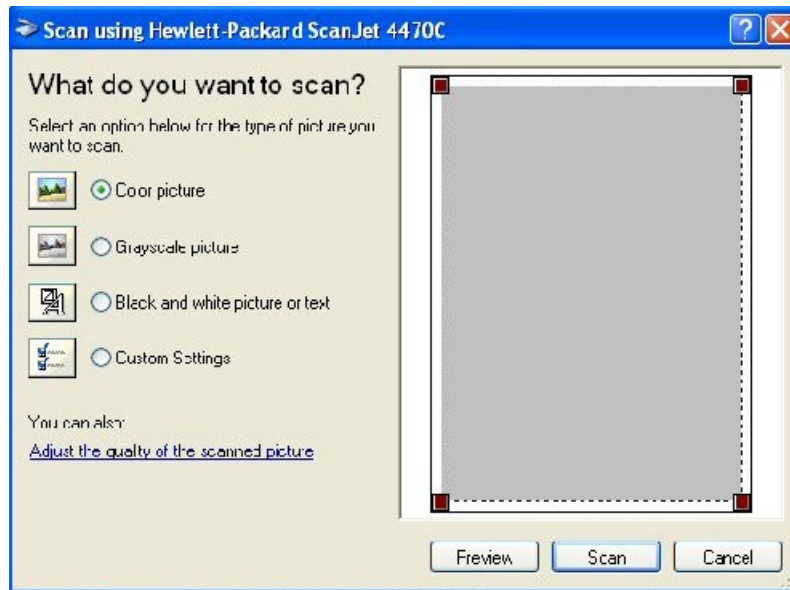 Scan using Hewlett-Packard ScanJet 4470C
What do you want to scan?
Select an option below for the type of picture you
want to scan.
Color picture
Grayscale picture
Black and white picture or text
Custom Settings
You can also:
Adjust the quality of the scanned picture
Preview
Scan
Cancel